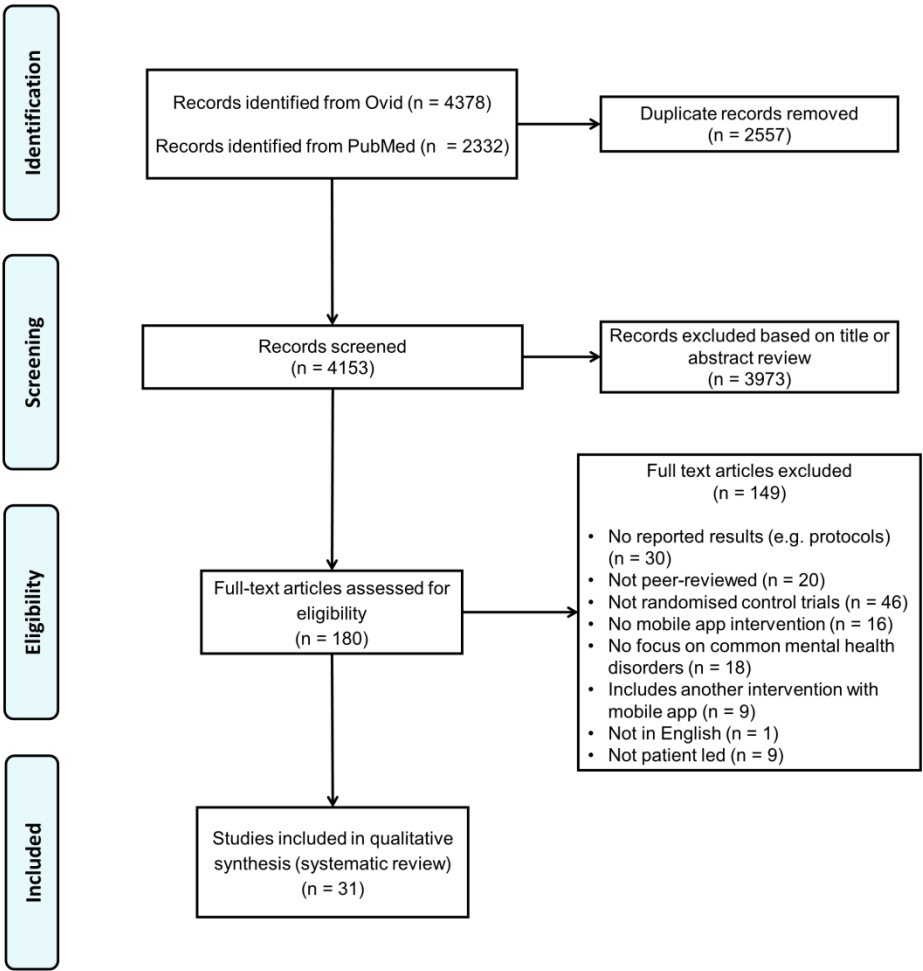 Identification
Records identified from Ovid (n = 4378)
Records identified from PubMed (n = 2332)
Duplicate records removed
(n = 2557)
Screening
Records screened
(n = 4153)
Records excluded based on title or
abstract review
(n = 3973)
Eligibility
Full-text articles assessed for
eligibility
(n = 180)
Full text articles excluded
(n = 149)
• No reported results (e.g. protocols)
(n = 30)
• Not peer-reviewed (n = 20)
• Not randomised control trials (n = 46)
• No mobile app intervention (n = 16)
• No focus on common mental health
disorders (n = 18)
• Includes another intervention with
mobile app (n = 9)
• Not in English (n = 1)
• Not patient led (n = 9)
Included
Studies included in qualitative
synthesis (systematic review)
(n = 31)